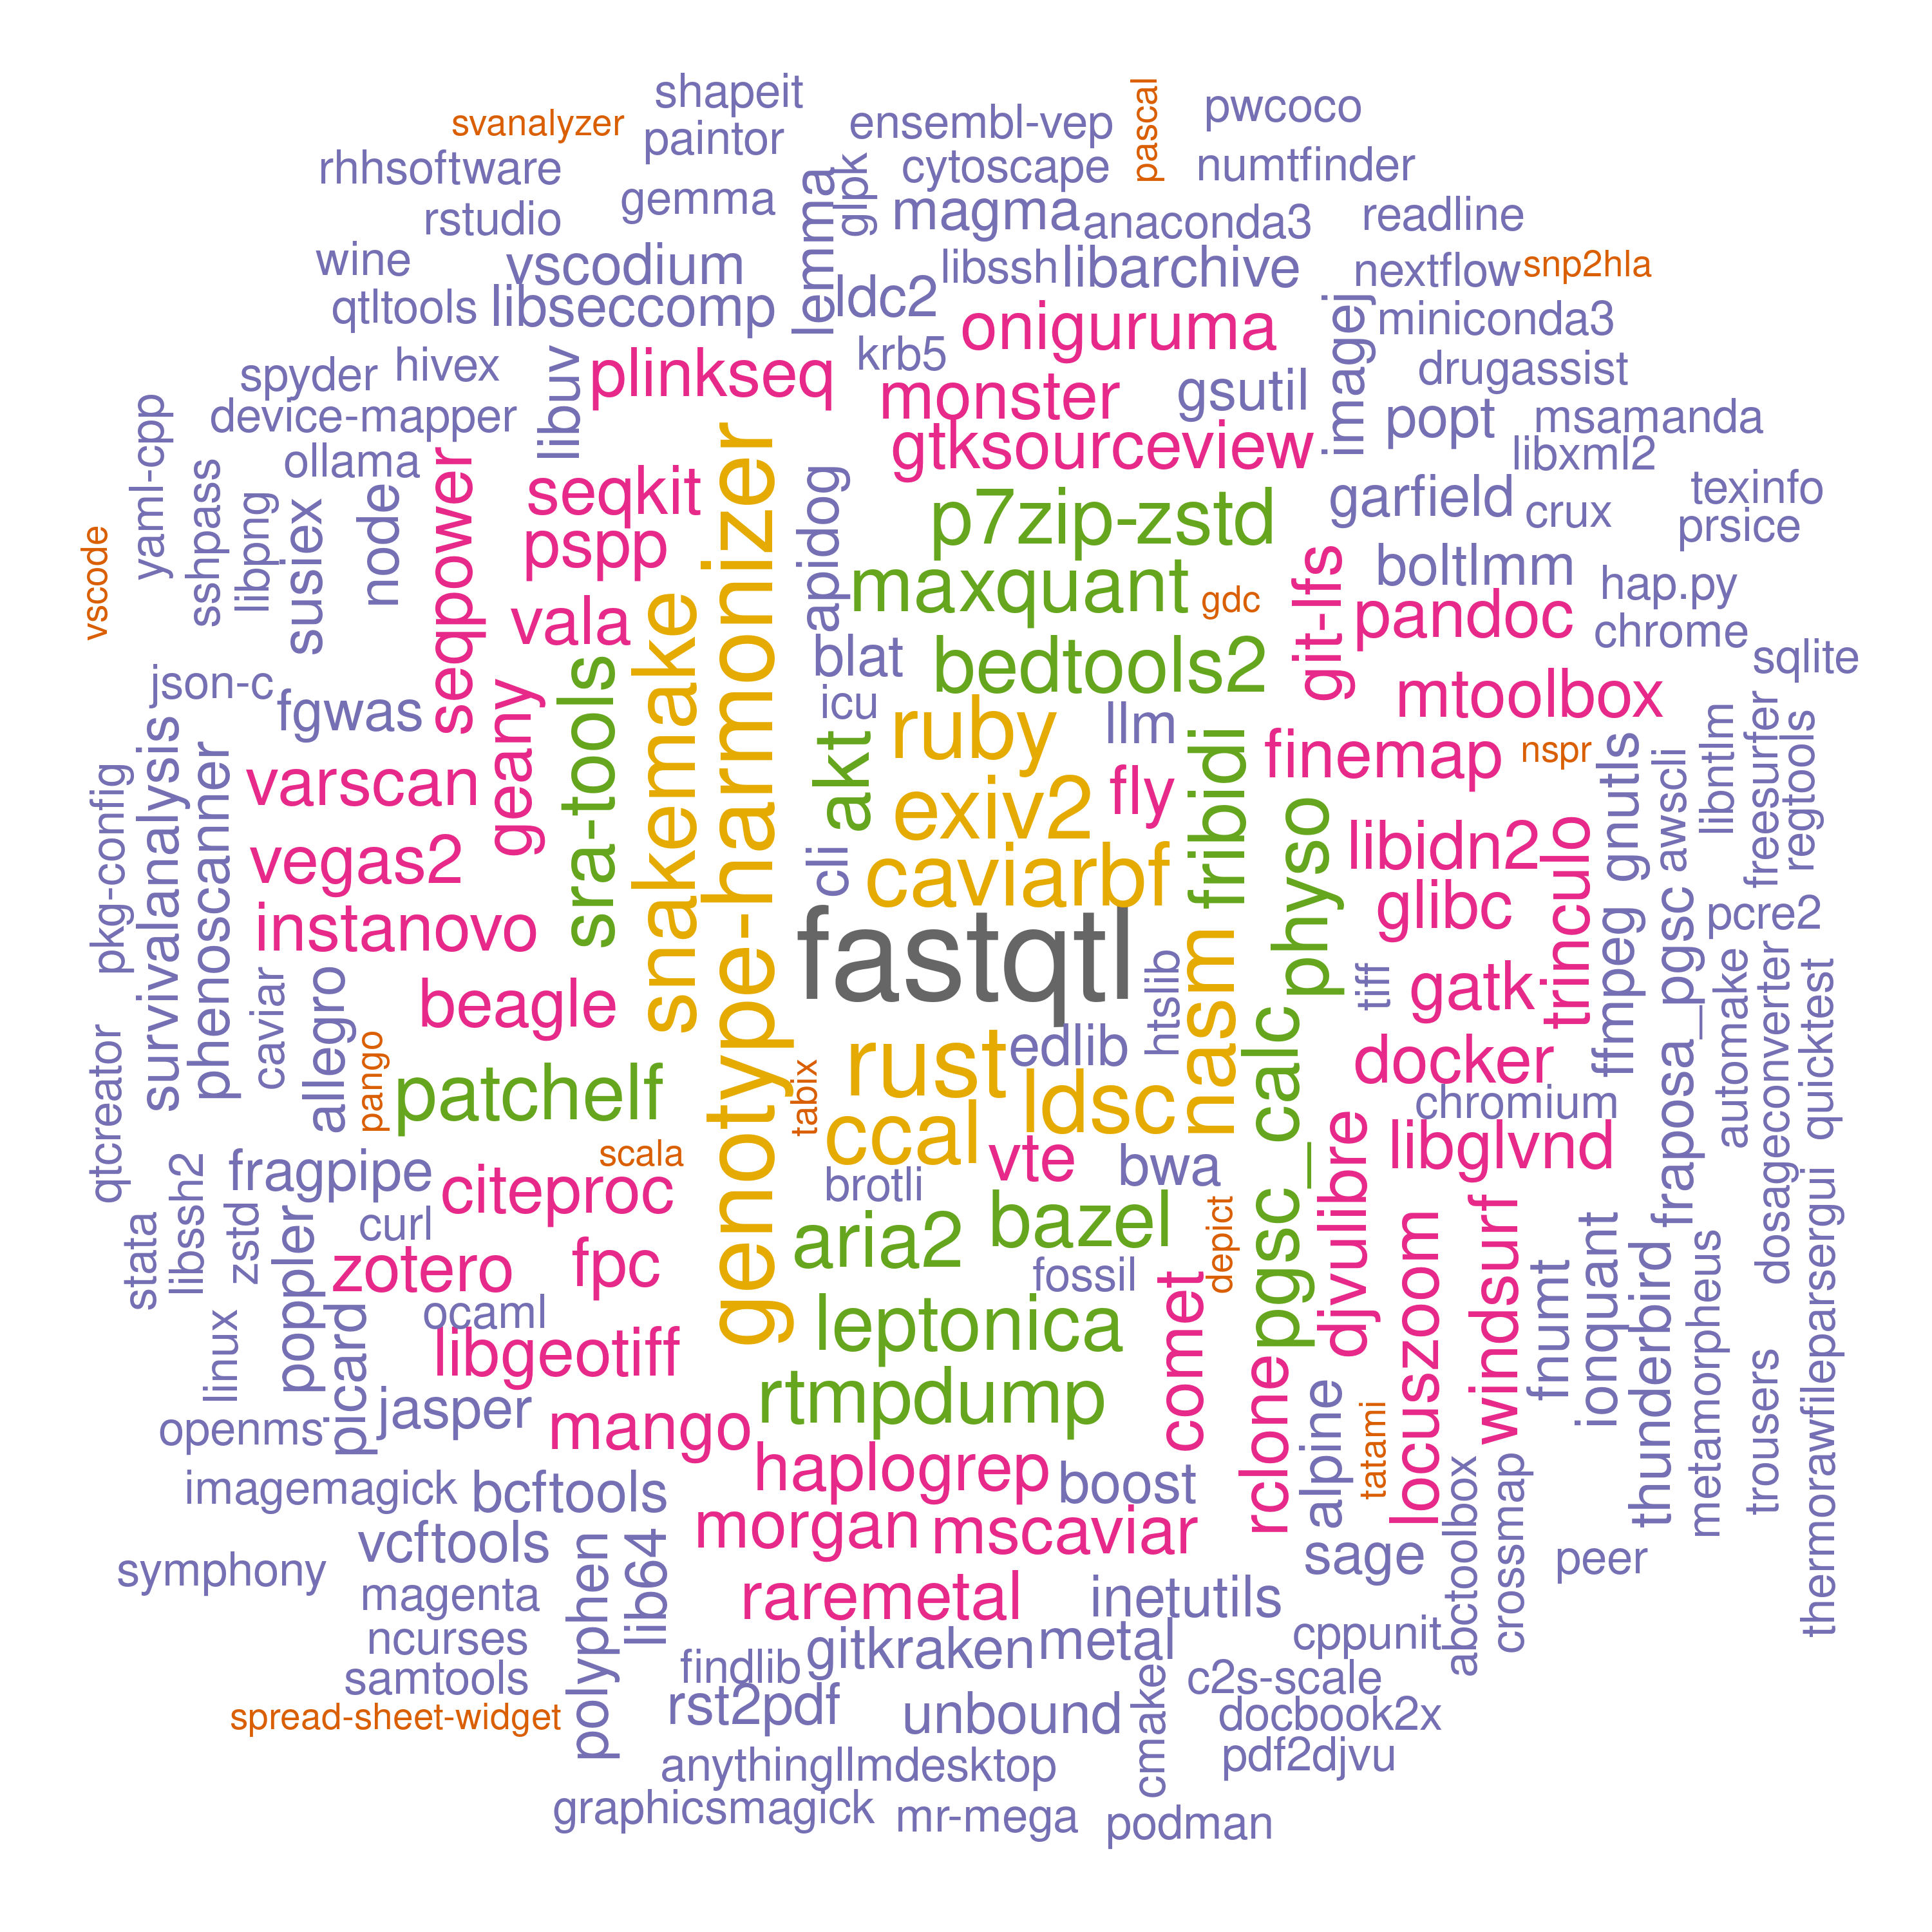 shapeit
svanalyzer
paintor
ensembl-vep
pascal
pwcoco
rhhsoftware
cytoscape
numtfinder
gemma
lemma
glpk
magma
anaconda3
readline
rstudio
wine
vscodium
libssh
libarchive
nextflow
snp2hla
qtltools
libseccomp
ldc2
oniguruma
imagej
miniconda3
spyder
hivex
libuv
plinkseq
krb5
monster
gsutil
drugassist
yaml-cpp
device-mapper
gtksourceview
popt
msamanda
ollama
libxml2
vscode
sshpass
libpng
susiex
node
seqpower
seqkit
genotype-harmonizer
apidog
p7zip-zstd
garfield
crux
texinfo
prsice
pspp
maxquant
gdc
git-lfs
boltlmm
hap.py
vala
snakemake
pandoc
chrome
sqlite
json-c
fgwas
geany
sra-tools
blat
bedtools2
mtoolbox
icu
ruby
llm
fribidi
finemap
nspr
gnutls
awscli
libntlm
freesurfer
regtools
pkg-config
survivalanalysis
phenoscanner
varscan
akt
exiv2
fly
physo
vegas2
cli
caviarbf
libidn2
trinculo
instanovo
fastqtl
nasm
glibc
pcre2
caviar
allegro
beagle
htslib
tiff
gatk
ffmpeg
fraposa_pgsc
automake
dosageconverter
quicktest
qtcreator
pango
patchelf
tabix
rust
edlib
ldsc
pgsc_calc
docker
chromium
scala
ccal
vte
bwa
djvulibre
libglvnd
stata
libssh2
zstd
fragpipe
citeproc
brotli
depict
curl
poppler
zotero
fpc
aria2
bazel
locuszoom
windsurf
fnumt
ionquant
thunderbird
metamorpheus
trousers
thermorawfileparsergui
fossil
comet
linux
picard
ocaml
libgeotiff
leptonica
rclone
alpine
tatami
openms
jasper
mango
rtmpdump
imagemagick
bcftools
haplogrep
boost
abctoolbox
crossmap
vcftools
polyphen
lib64
morgan
mscaviar
sage
peer
symphony
magenta
raremetal
inetutils
ncurses
findlib
gitkraken
metal
cppunit
samtools
cmake
c2s-scale
spread-sheet-widget
rst2pdf
unbound
docbook2x
anythingllmdesktop
pdf2djvu
graphicsmagick
mr-mega
podman